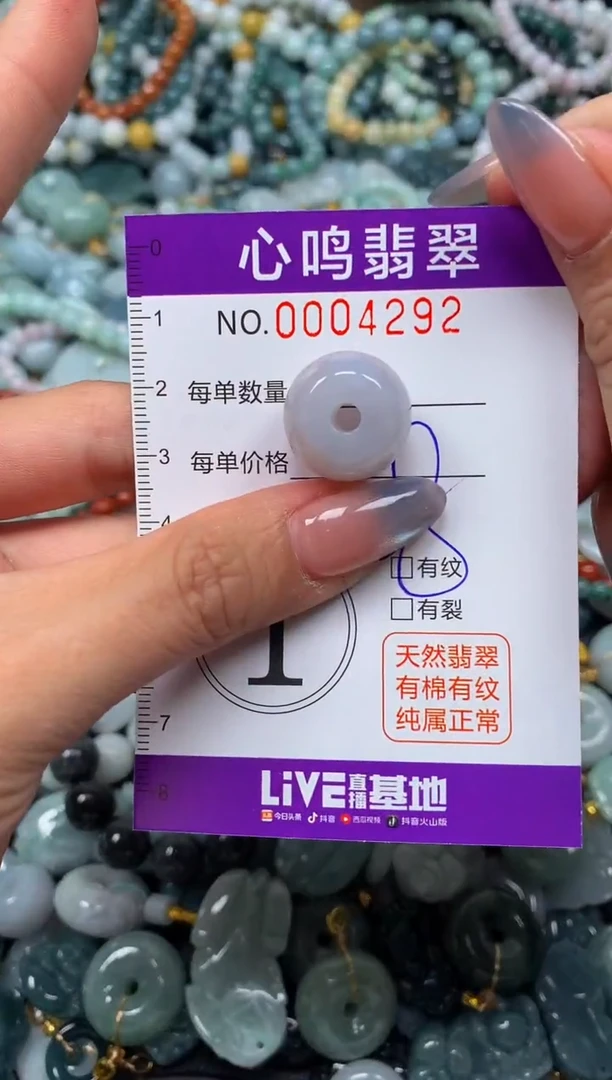 心鸣翡翠
NO.0004292
每单数量
每单价格
有纹
有裂
天然翡翠
有棉有纹
纯属正常
0
1
2
3
4
7
8
1
LiVE直播基地
今日头条 抖音 西瓜视频 抖音火山版